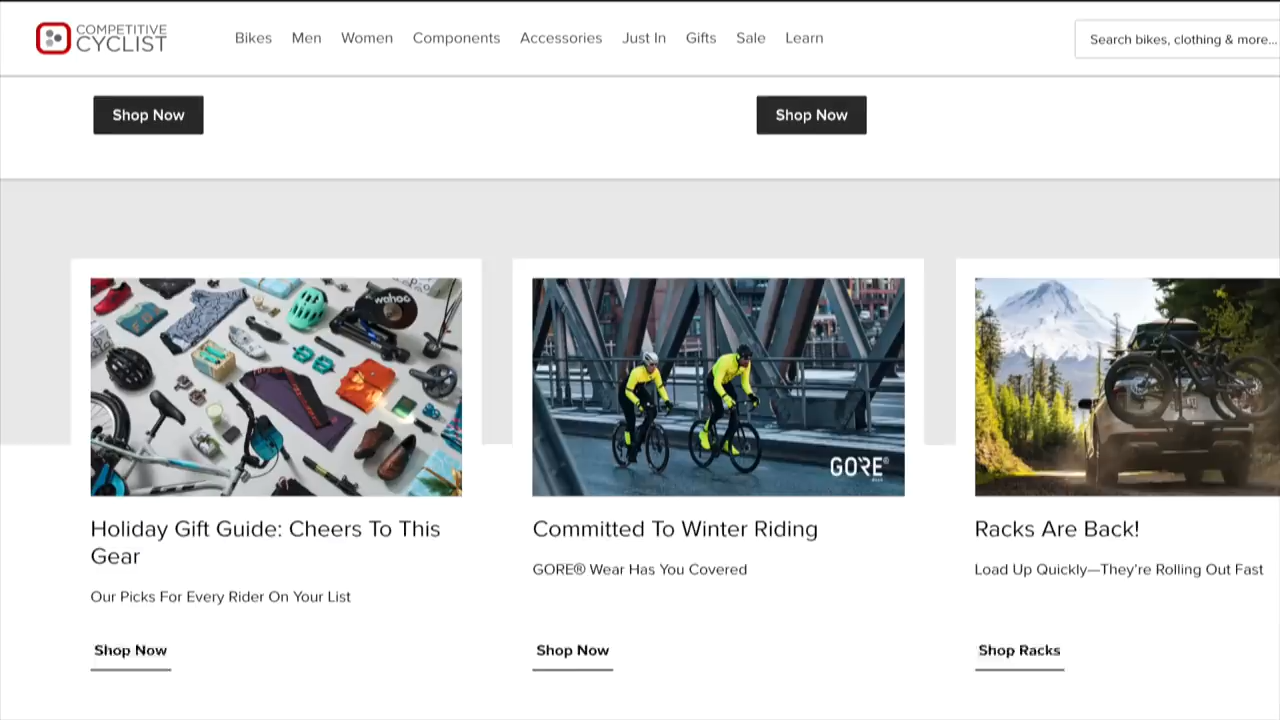 COMPETITIVE
CYCLIST
Bikes Men Women Components Accessories Just In Gifts Sale Learn
Search bikes, clothing & more...
Shop Now
Shop Now
wahoo
GORE®
Holiday Gift Guide: Cheers To This
Gear
Our Picks For Every Rider On Your List
Shop Now
Committed To Winter Riding
GORE® Wear Has You Covered
Shop Now
Racks Are Back!
Load Up Quickly—They're Rolling Out Fast
Shop Racks